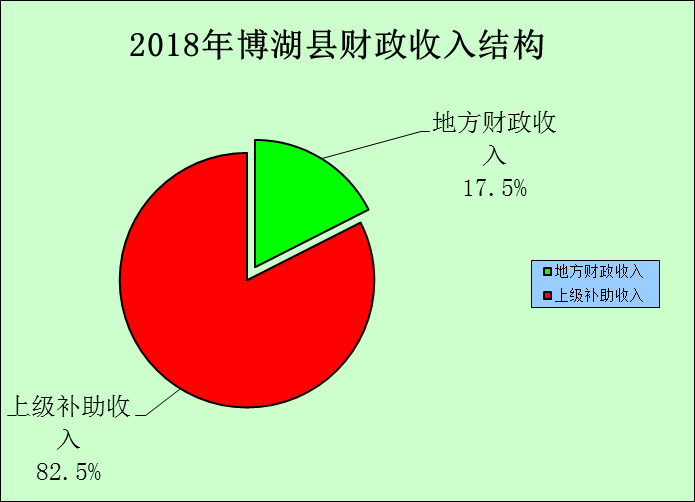 2018年博湖县财政收入结构
地方财政收
入
17.5%
地方财政收入
上级补助收入
上级补助收
入
82.5%